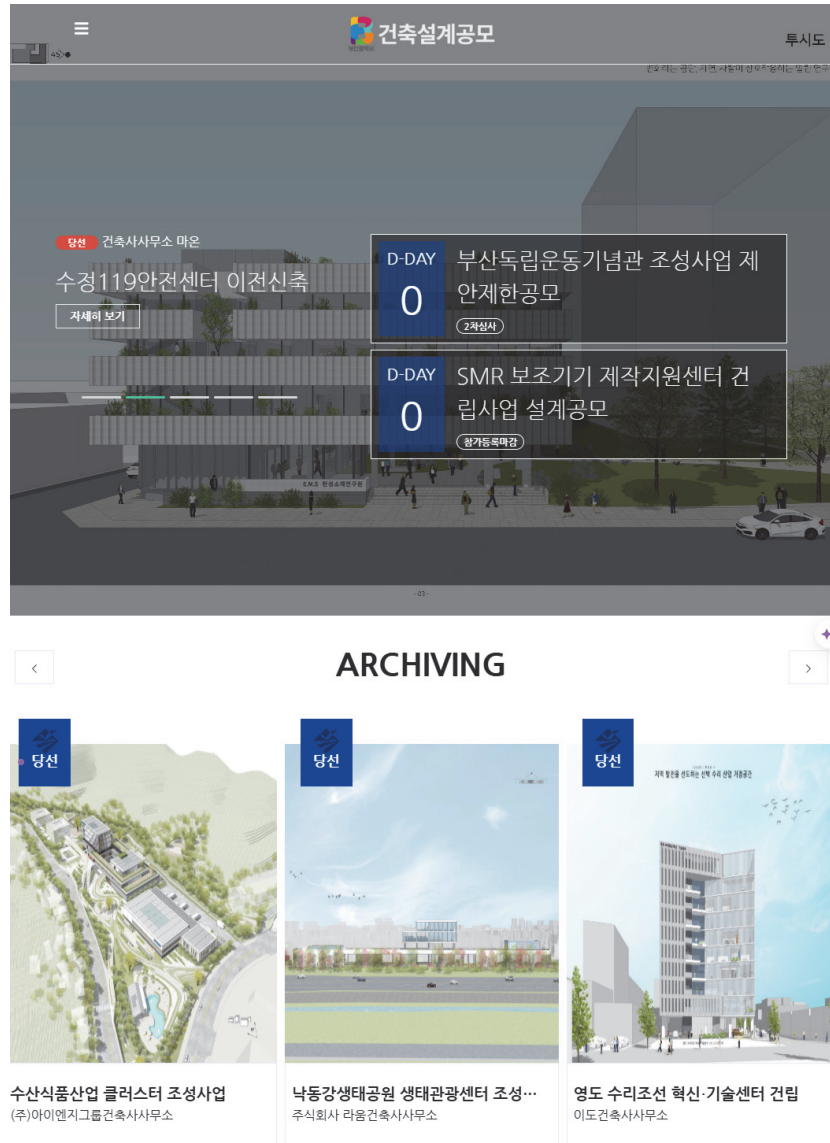 건축설계공모
투시도
당선 건축사사무소 마온
수정119안전센터 이전신축
자세히 보기
D-DAY
0
부산독립운동기념관 조성사업 제
안제한공모
2차심사
D-DAY
0
SMR 보조기기 제작지원센터 건
립사업 설계공모
참가등록마감
- 03 -
ARCHIVING
당선
당선
당선
수산식품산업 클러스터 조성사업
(주)아이엔지그룹건축사사무소
낙동강생태공원 생태관광센터 조성…
주식회사 라움건축사사무소
영도 수리조선 혁신·기술센터 건립
이도건축사사무소